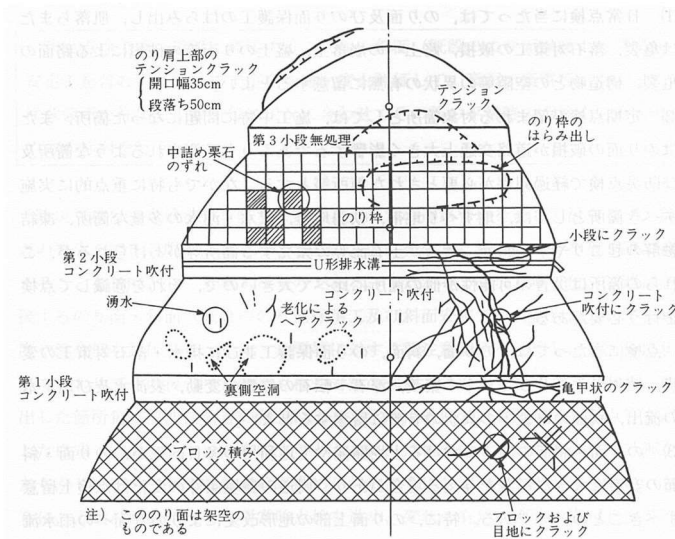 のり肩上部の
テンションクラック
開口幅35cm
段落ち50cm
テンション
クラック
のり枠の
はらみ出し
第3小段無処理
中詰め栗石
のずれ
のり枠
小段にクラック
第2小段
コンクリート吹付
U形排水溝
湧水
老化による
ヘアクラック
コンクリート吹付
コンクリート
吹付にクラック
第1小段
コンクリート吹付
裏側空洞
亀甲状のクラック
ブロック積み
注) こののり面は架空の
ものである
ブロックおよび
目地にクラック